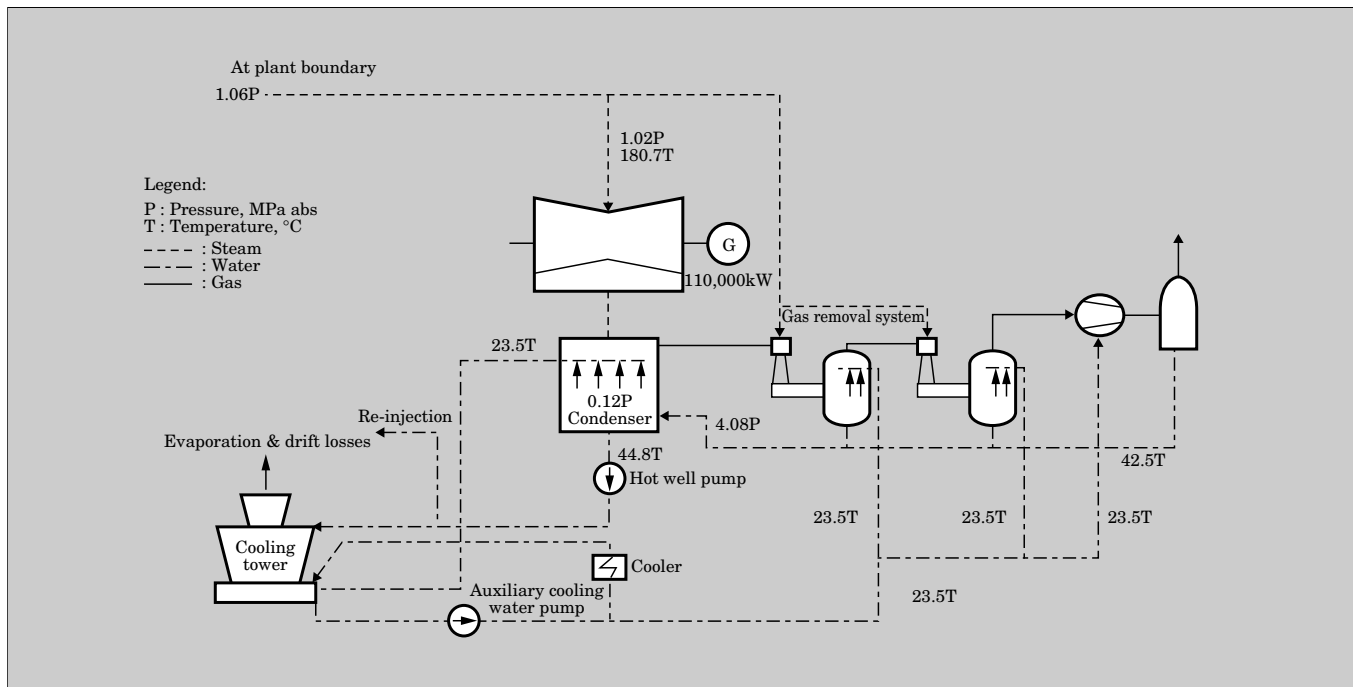 At plant boundary
1.06P
1.02P
180.7T
Legend:
P : Pressure, MPa abs
T : Temperature, °C
: Steam
: Water
: Gas
G
110,000kW
Gas removal system
23.5T
0.12P
Condenser
4.08P
Re-injection
Evaporation & drift losses
44.8T
42.5T
Hot well pump
23.5T
23.5T
23.5T
Cooling
tower
Cooler
Auxiliary cooling
water pump
23.5T